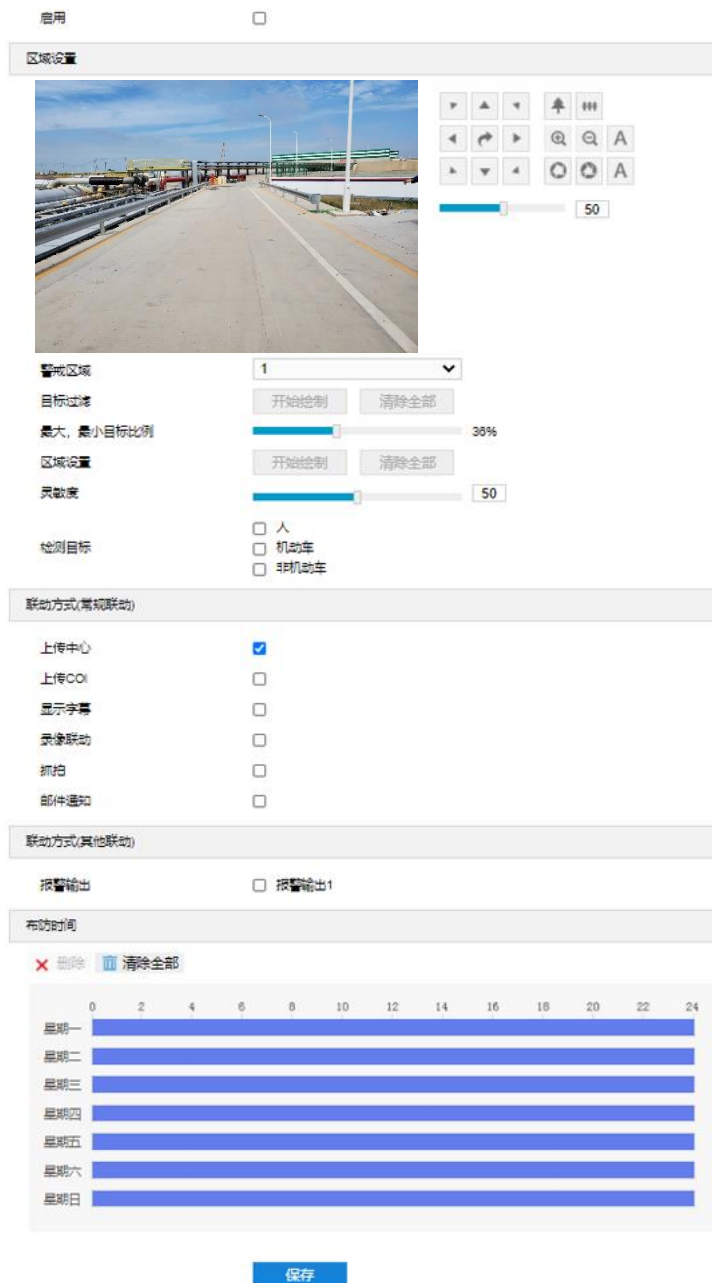 启用
区域设置
A
A
50
警戒区域 1
目标过滤 开始绘制 清除全部
最大，最小目标比例 36%
区域设置 开始绘制 清除全部
灵敏度 50
检测目标
人
机动车
非机动车
联动方式(常规联动)
上传中心
上传COI
显示字幕
录像联动
抓拍
邮件通知
联动方式(其他联动)
报警输出 报警输出1
布防时间
删除 清除全部
0 2 4 6 8 10 12 14 16 18 20 22 24
星期一
星期二
星期三
星期四
星期五
星期六
星期日
保存